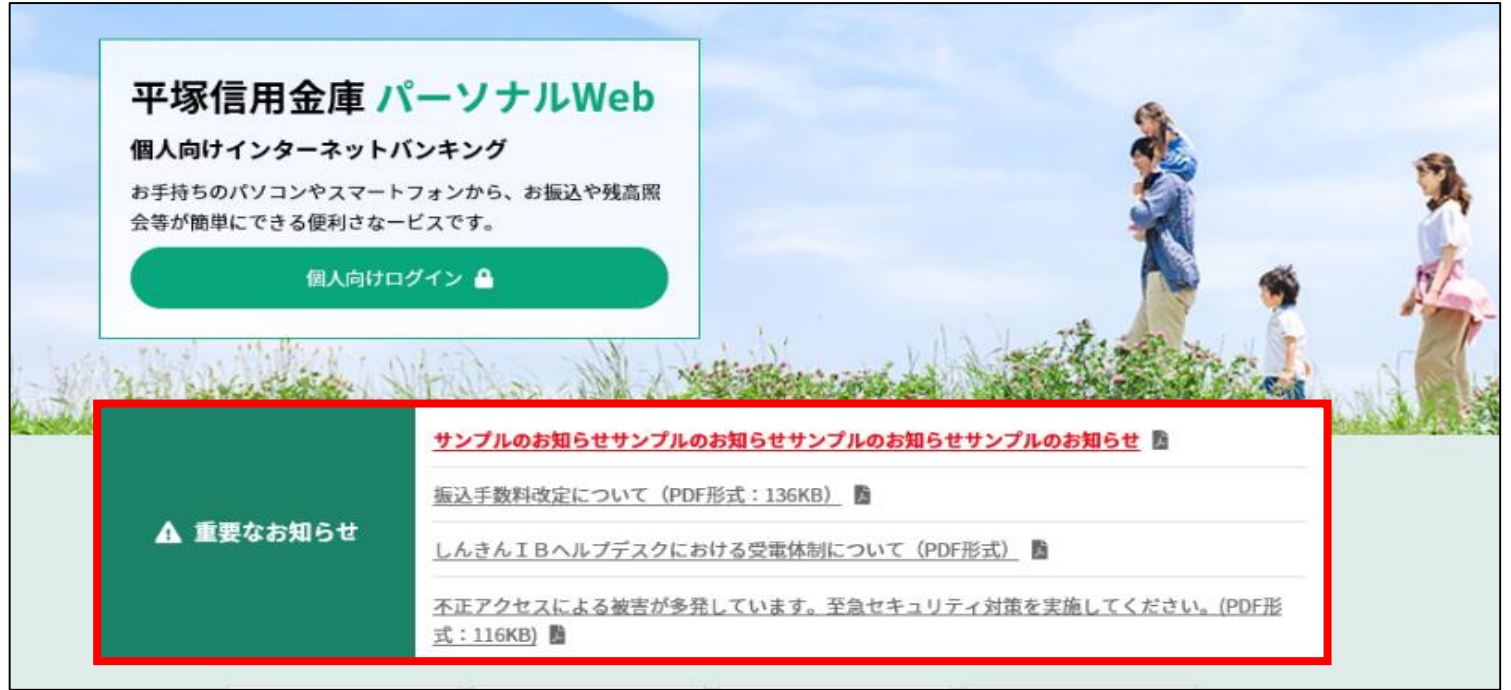 平塚信用金庫 パーソナルWeb
個人向けインターネットバンキング
お手持ちのパソコンやスマートフォンから、お振込や残高照
会等が簡単にできる便利さなービスです。
個人向けログイン
重要なお知らせ
サンプルのお知らせサンプルのお知らせサンプルのお知らせサンプルのお知らせ
振込手数料改定について（PDF形式：136KB）
しんきんＩＢヘルプデスクにおける受電体制について（PDF形式）
不正アクセスによる被害が多発しています。至急セキュリティ対策を実施してください。(PDF形
式：116KB)